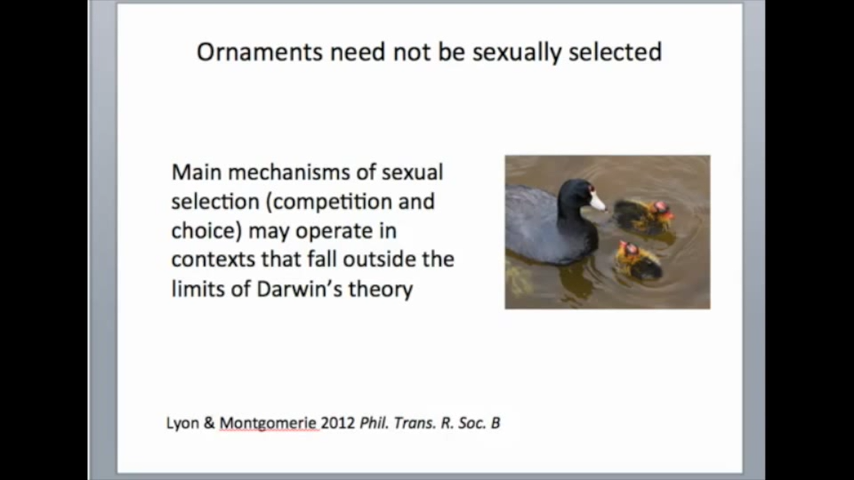 Ornaments need not be sexually selected
Main mechanisms of sexual
selection (competition and
choice) may operate in
contexts that fall outside the
limits of Darwin's theory
Lyon & Montgomerie 2012 Phil. Trans. R. Soc. B